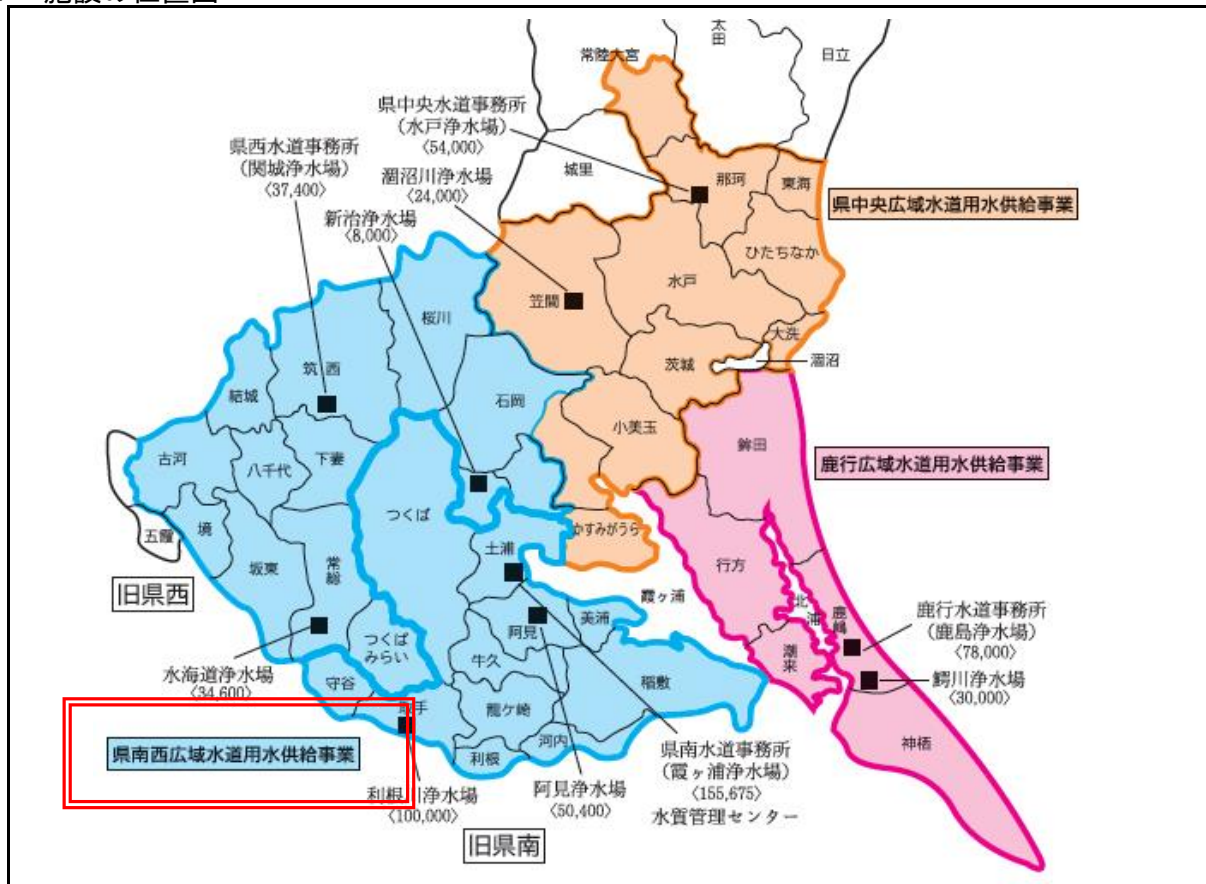 常陸大宮
太田
日立
県中央水道事務所
（水戸浄水場）
〈54,000〉
県西水道事務所
（関城浄水場）
〈37,400〉
涸沼川浄水場
〈24,000〉
新治浄水場
〈8,000〉
城里
那珂
東海
県中央広域水道用水供給事業
ひたちなか
水戸
笠間
桜川
大洗
茨城
涸沼
筑西
結城
石岡
小美玉
鉾田
鹿行広域水道用水供給事業
古河
八千代
下妻
つくば
かすみがうら
五霞
境
坂東
常総
土浦
行方
旧県西
霞ヶ浦
北浦
鹿嶋
鹿行水道事務所
（鹿島浄水場）
〈78,000〉
美浦
阿見
つくば
みらい
牛久
潮来
水海道浄水場
〈34,600〉
守谷
取手
稲敷
鰐川浄水場
〈30,000〉
龍ケ崎
河内
利根
神栖
県南西広域水道用水供給事業
県南水道事務所
（霞ヶ浦浄水場）
〈155,675〉
水質管理センター
利根川浄水場
〈100,000〉
阿見浄水場
〈50,400〉
旧県南